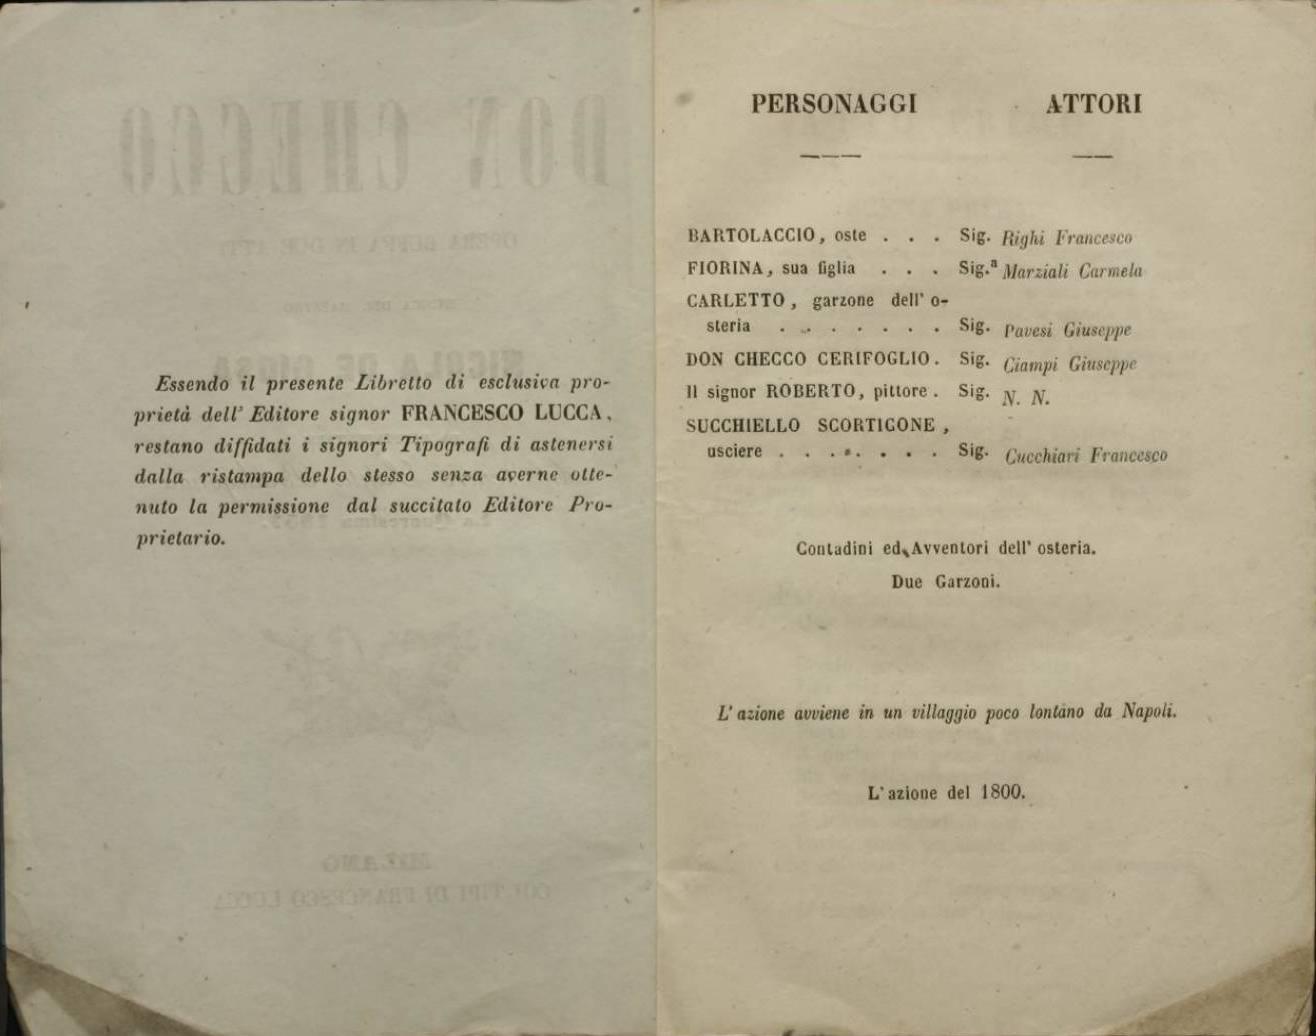 Essendo il presente Libretto di esclusiva pro-
prietà dell' Editore signor FRANCESCO LUCCA,
restano diffidati i signori Tipografi di astenersi
dalla ristampa dello stesso senza averne otte-
nuto la permissione dal succitato Editore Pro-
prietario.
PERSONAGGI ATTORI
BARTOLACCIO, oste . . . Sig. Righi Francesco
FIORINA, sua figlia . . . Sig.ª Marziali Carmela
CARLETTO, garzone dell' o-
steria . . . . . . . Sig. Pavesi Giuseppe
DON CHECCO CERIFOGLIO. Sig. Ciampi Giuseppe
Il signor ROBERTO, pittore. Sig. N. N.
SUCCHIELLO SCORTICONE,
usciere . . . . . . . Sig. Cucchiari Francesco
Contadini ed Avventori dell' osteria.
Due Garzoni.
L' azione avviene in un villaggio poco lontano da Napoli.
L' azione del 1800.